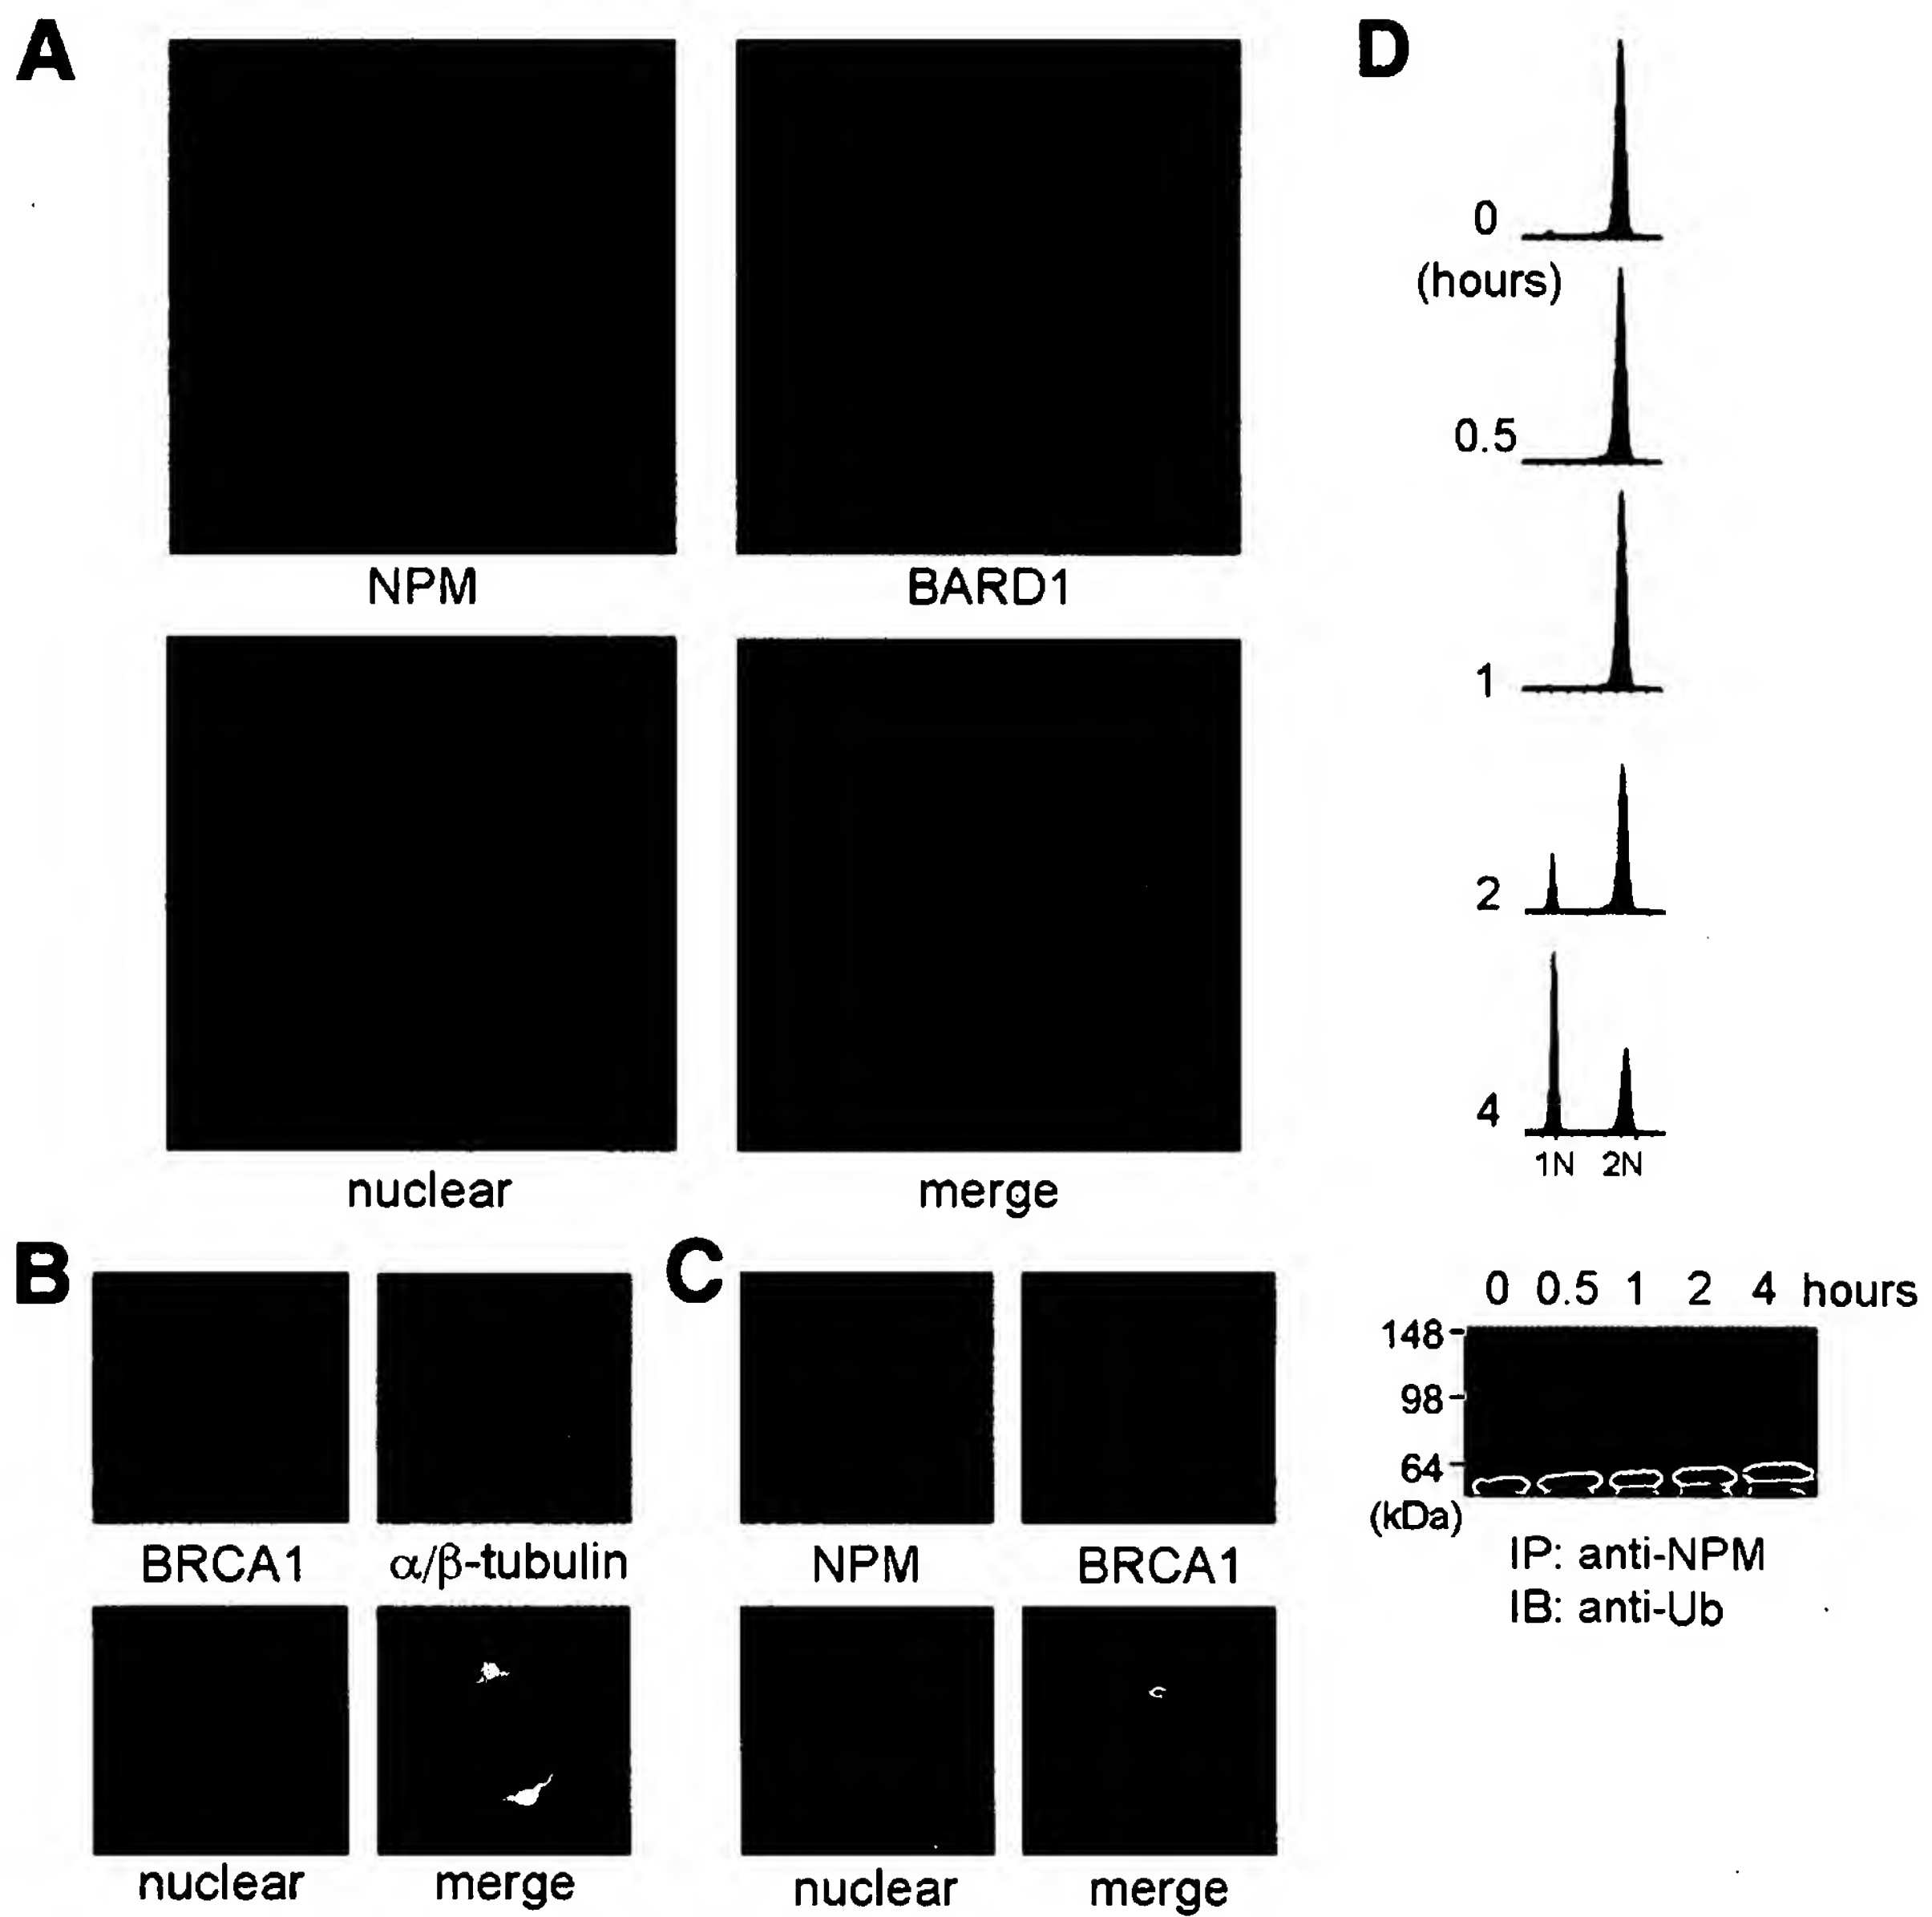 A
NPM
BARD1
nuclear
merge
B
BRCA1
α/β-tubulin
nuclear
merge
C
NPM
BRCA1
nuclear
merge
D
0
(hours)
0.5
1
2
4
1N 2N
0 0.5 1 2 4 hours
148
98
64
(kDa)
IP: anti-NPM
IB: anti-Ub